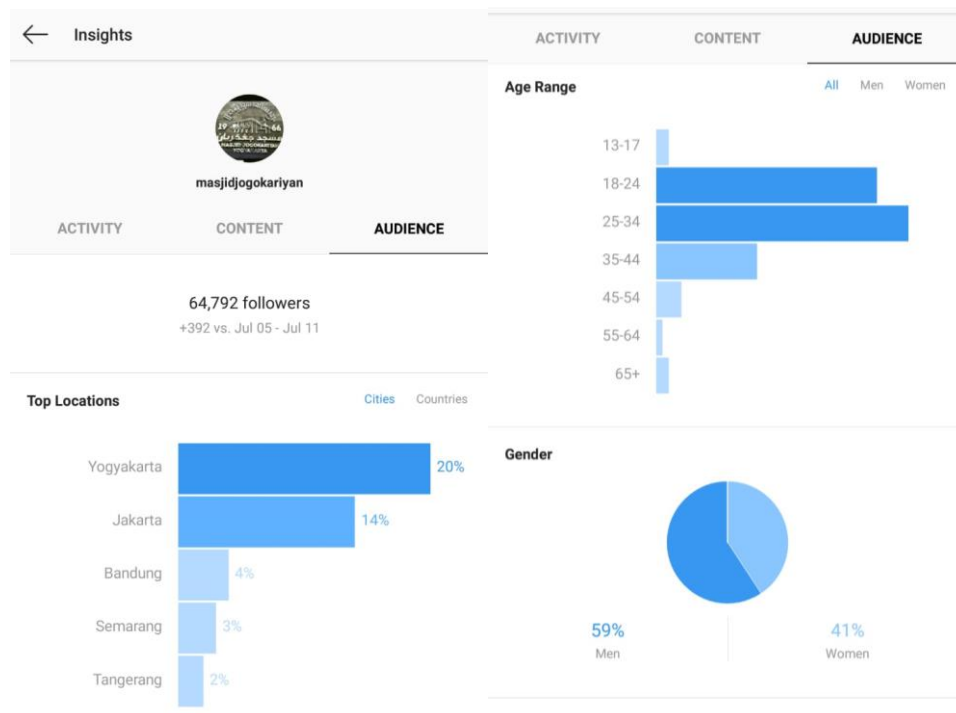 Insights
19 66
masjidjogokariyan
ACTIVITY CONTENT AUDIENCE
64,792 followers
+392 vs. Jul 05 - Jul 11
Top Locations Cities Countries
Yogyakarta 20%
Jakarta 14%
Bandung 4%
Semarang 3%
Tangerang 2%
ACTIVITY CONTENT AUDIENCE
Age Range All Men Women
13-17
18-24
25-34
35-44
45-54
55-64
65+
Gender
59% 41%
Men Women